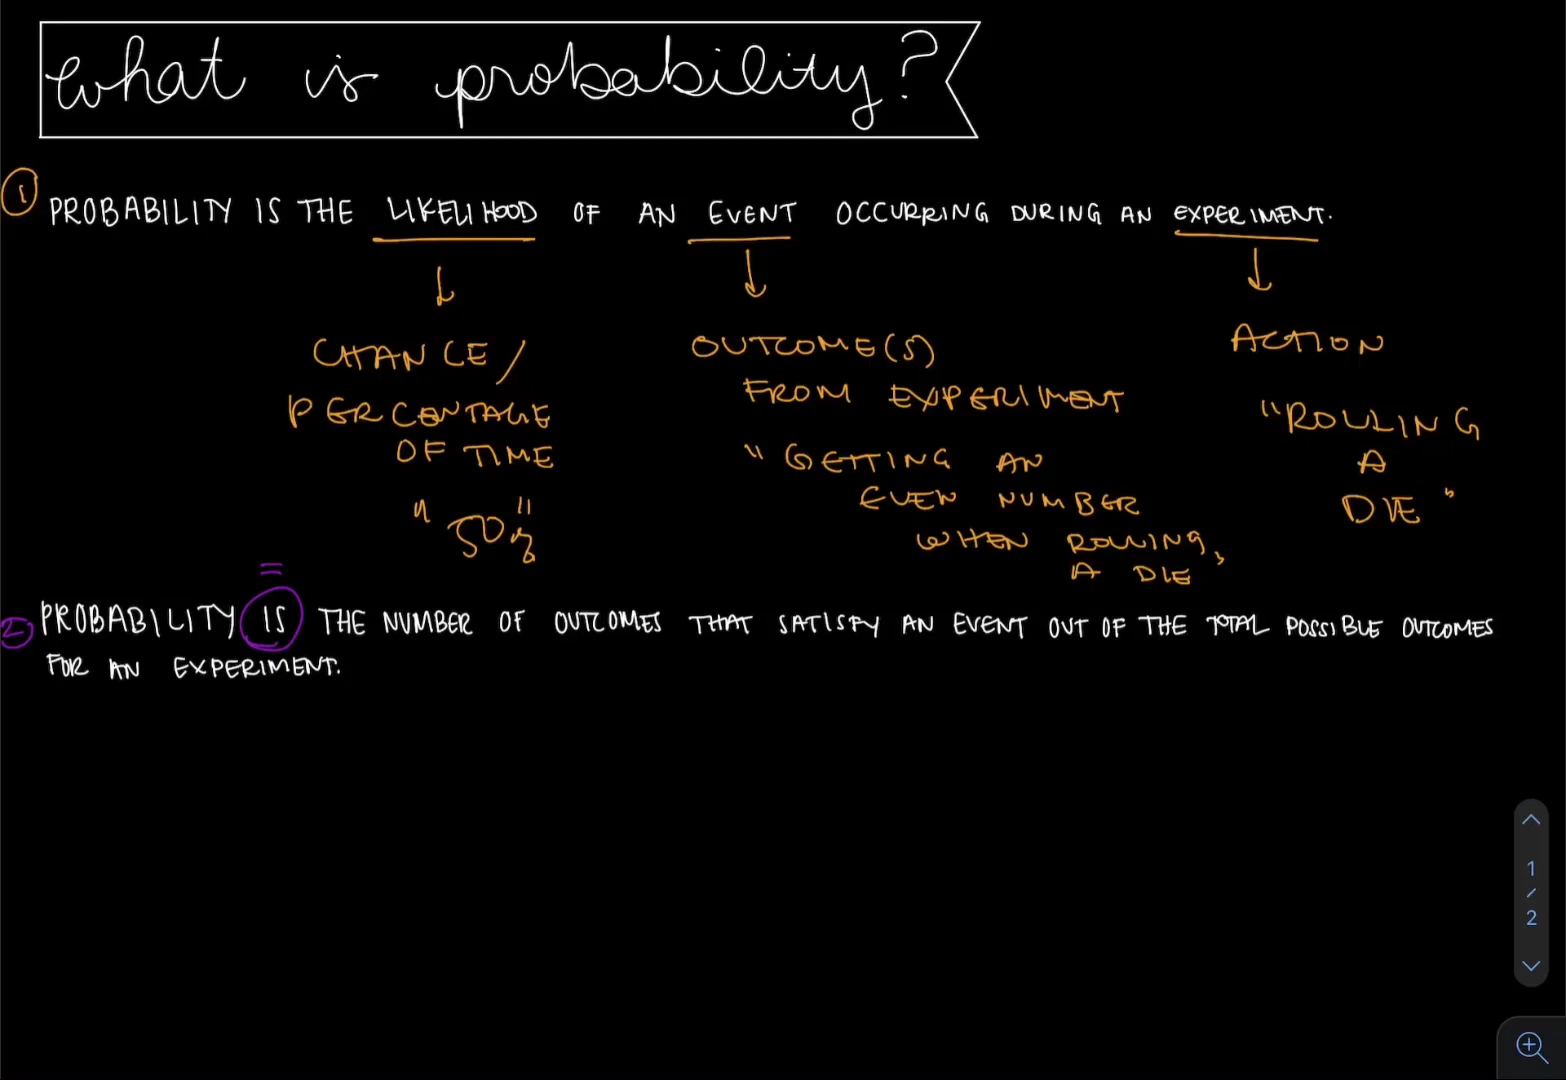 What is probability?
1
PROBABILITY IS THE LIKELIHOOD OF AN EVENT OCCURRING DURING AN EXPERIMENT.
CHANCE/
PERCENTAGE
OF TIME
"50%"
OUTCOME(S)
FROM EXPERIMENT
"GETTING AN
EVEN NUMBER
WHEN ROLLING
A DIE"
ACTION
"ROLLING
A
DIE"
=
2 PROBABILITY IS THE NUMBER OF OUTCOMES THAT SATISFY AN EVENT OUT OF THE TOTAL POSSIBLE OUTCOMES
FOR AN EXPERIMENT.
1
/
2